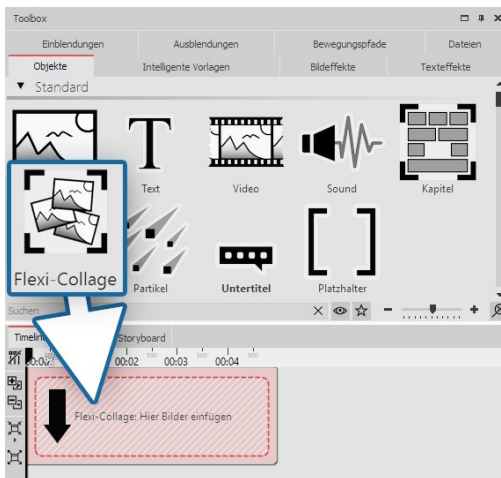 Toolbox
Einblendungen Ausblendungen Bewegungspfade Dateien
Objekte Intelligente Vorlagen Bildeffekte Texteffekte
Standard
Text Video Sound Kapitel
Flexi-Collage Partikel Untertitel Platzhalter
Suchen
Storyboard
00:02 00:03 00:04
Flexi-Collage: Hier Bilder einfügen